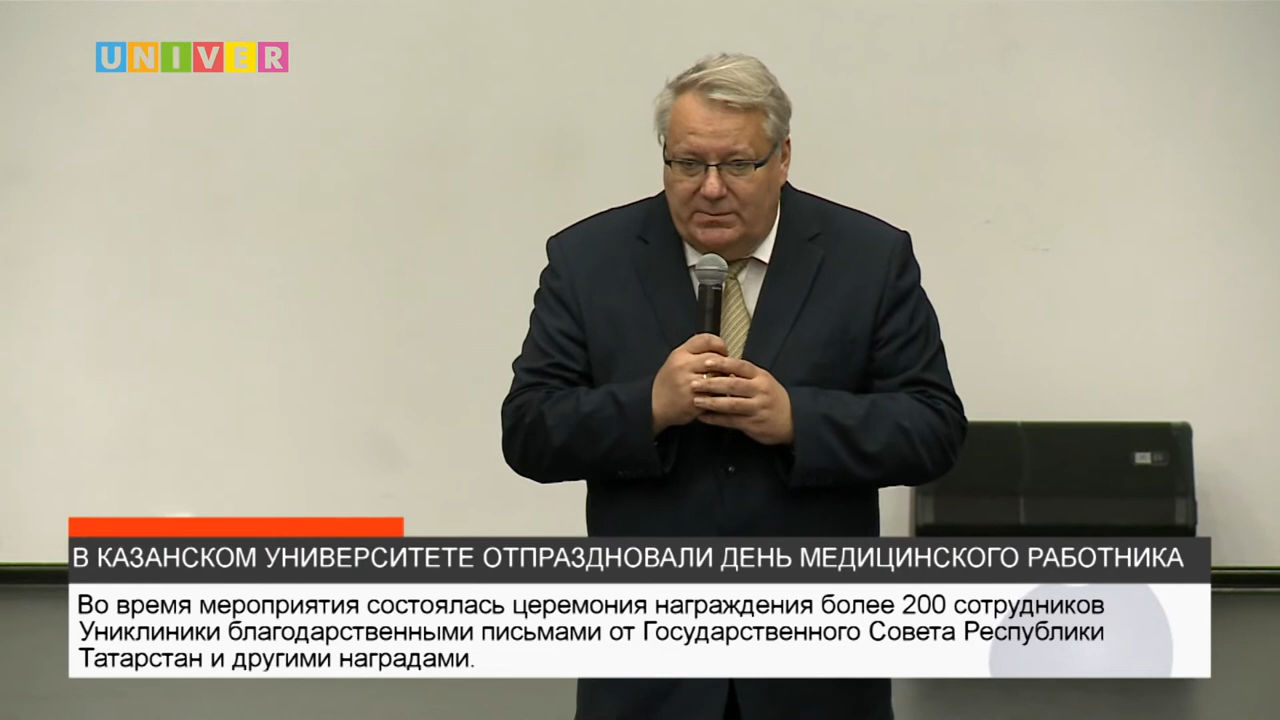 UNIVER
В КАЗАНСКОМ УНИВЕРСИТЕТЕ ОТПРАЗДНОВАЛИ ДЕНЬ МЕДИЦИНСКОГО РАБОТНИКА
Во время мероприятия состоялась церемония награждения более 200 сотрудников
Униклиники благодарственными письмами от Государственного Совета Республики
Татарстан и другими наградами.